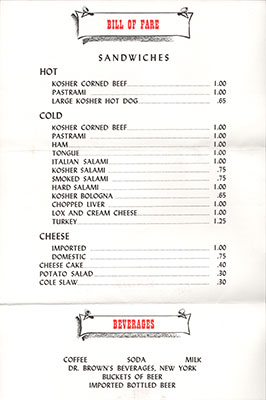 BILL OF FARE
SANDWICHES
HOT
KOSHER CORNED BEEF 1.00
PASTRAMI 1.00
LARGE KOSHER HOT DOG .65
COLD
KOSHER CORNED BEEF 1.00
PASTRAMI 1.00
HAM 1.00
TONGUE 1.00
ITALIAN SALAMI 1.00
KOSHER SALAMI .75
SMOKED SALAMI .75
HARD SALAMI 1.00
KOSHER BOLOGNA .65
CHOPPED LIVER 1.00
LOX AND CREAM CHEESE 1.00
TURKEY 1.25
CHEESE
IMPORTED 1.00
DOMESTIC .75
CHEESE CAKE .40
POTATO SALAD .30
COLE SLAW .30
BEVERAGES
COFFEE SODA MILK
DR. BROWN'S BEVERAGES, NEW YORK
BUCKETS OF BEER
IMPORTED BOTTLED BEER